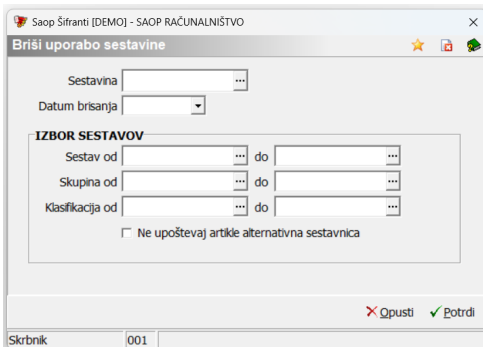 Saop Šifranti [DEMO] - SAOP RAČUNALNIŠTVO
Briši uporabo sestavine
Sestavina ...
Datum brisanja
IZBOR SESTAVOV
Sestav od ... do ...
Skupina od ... do ...
Klasifikacija od ... do ...
Ne upoštevaj artikle alternativna sestavnica
Opusti Potrdi
Skrbnik 001